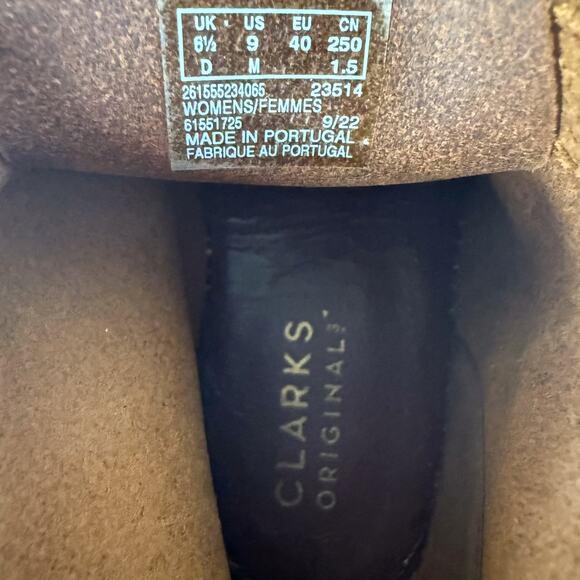 UK US EU CN
6½ 9 40 250
D M 1.5
261555234065 23514
WOMENS/FEMMES
61551725 9/22
MADE IN PORTUGAL
FABRIQUE AU PORTUGAL
CLARKS
ORIGINALS